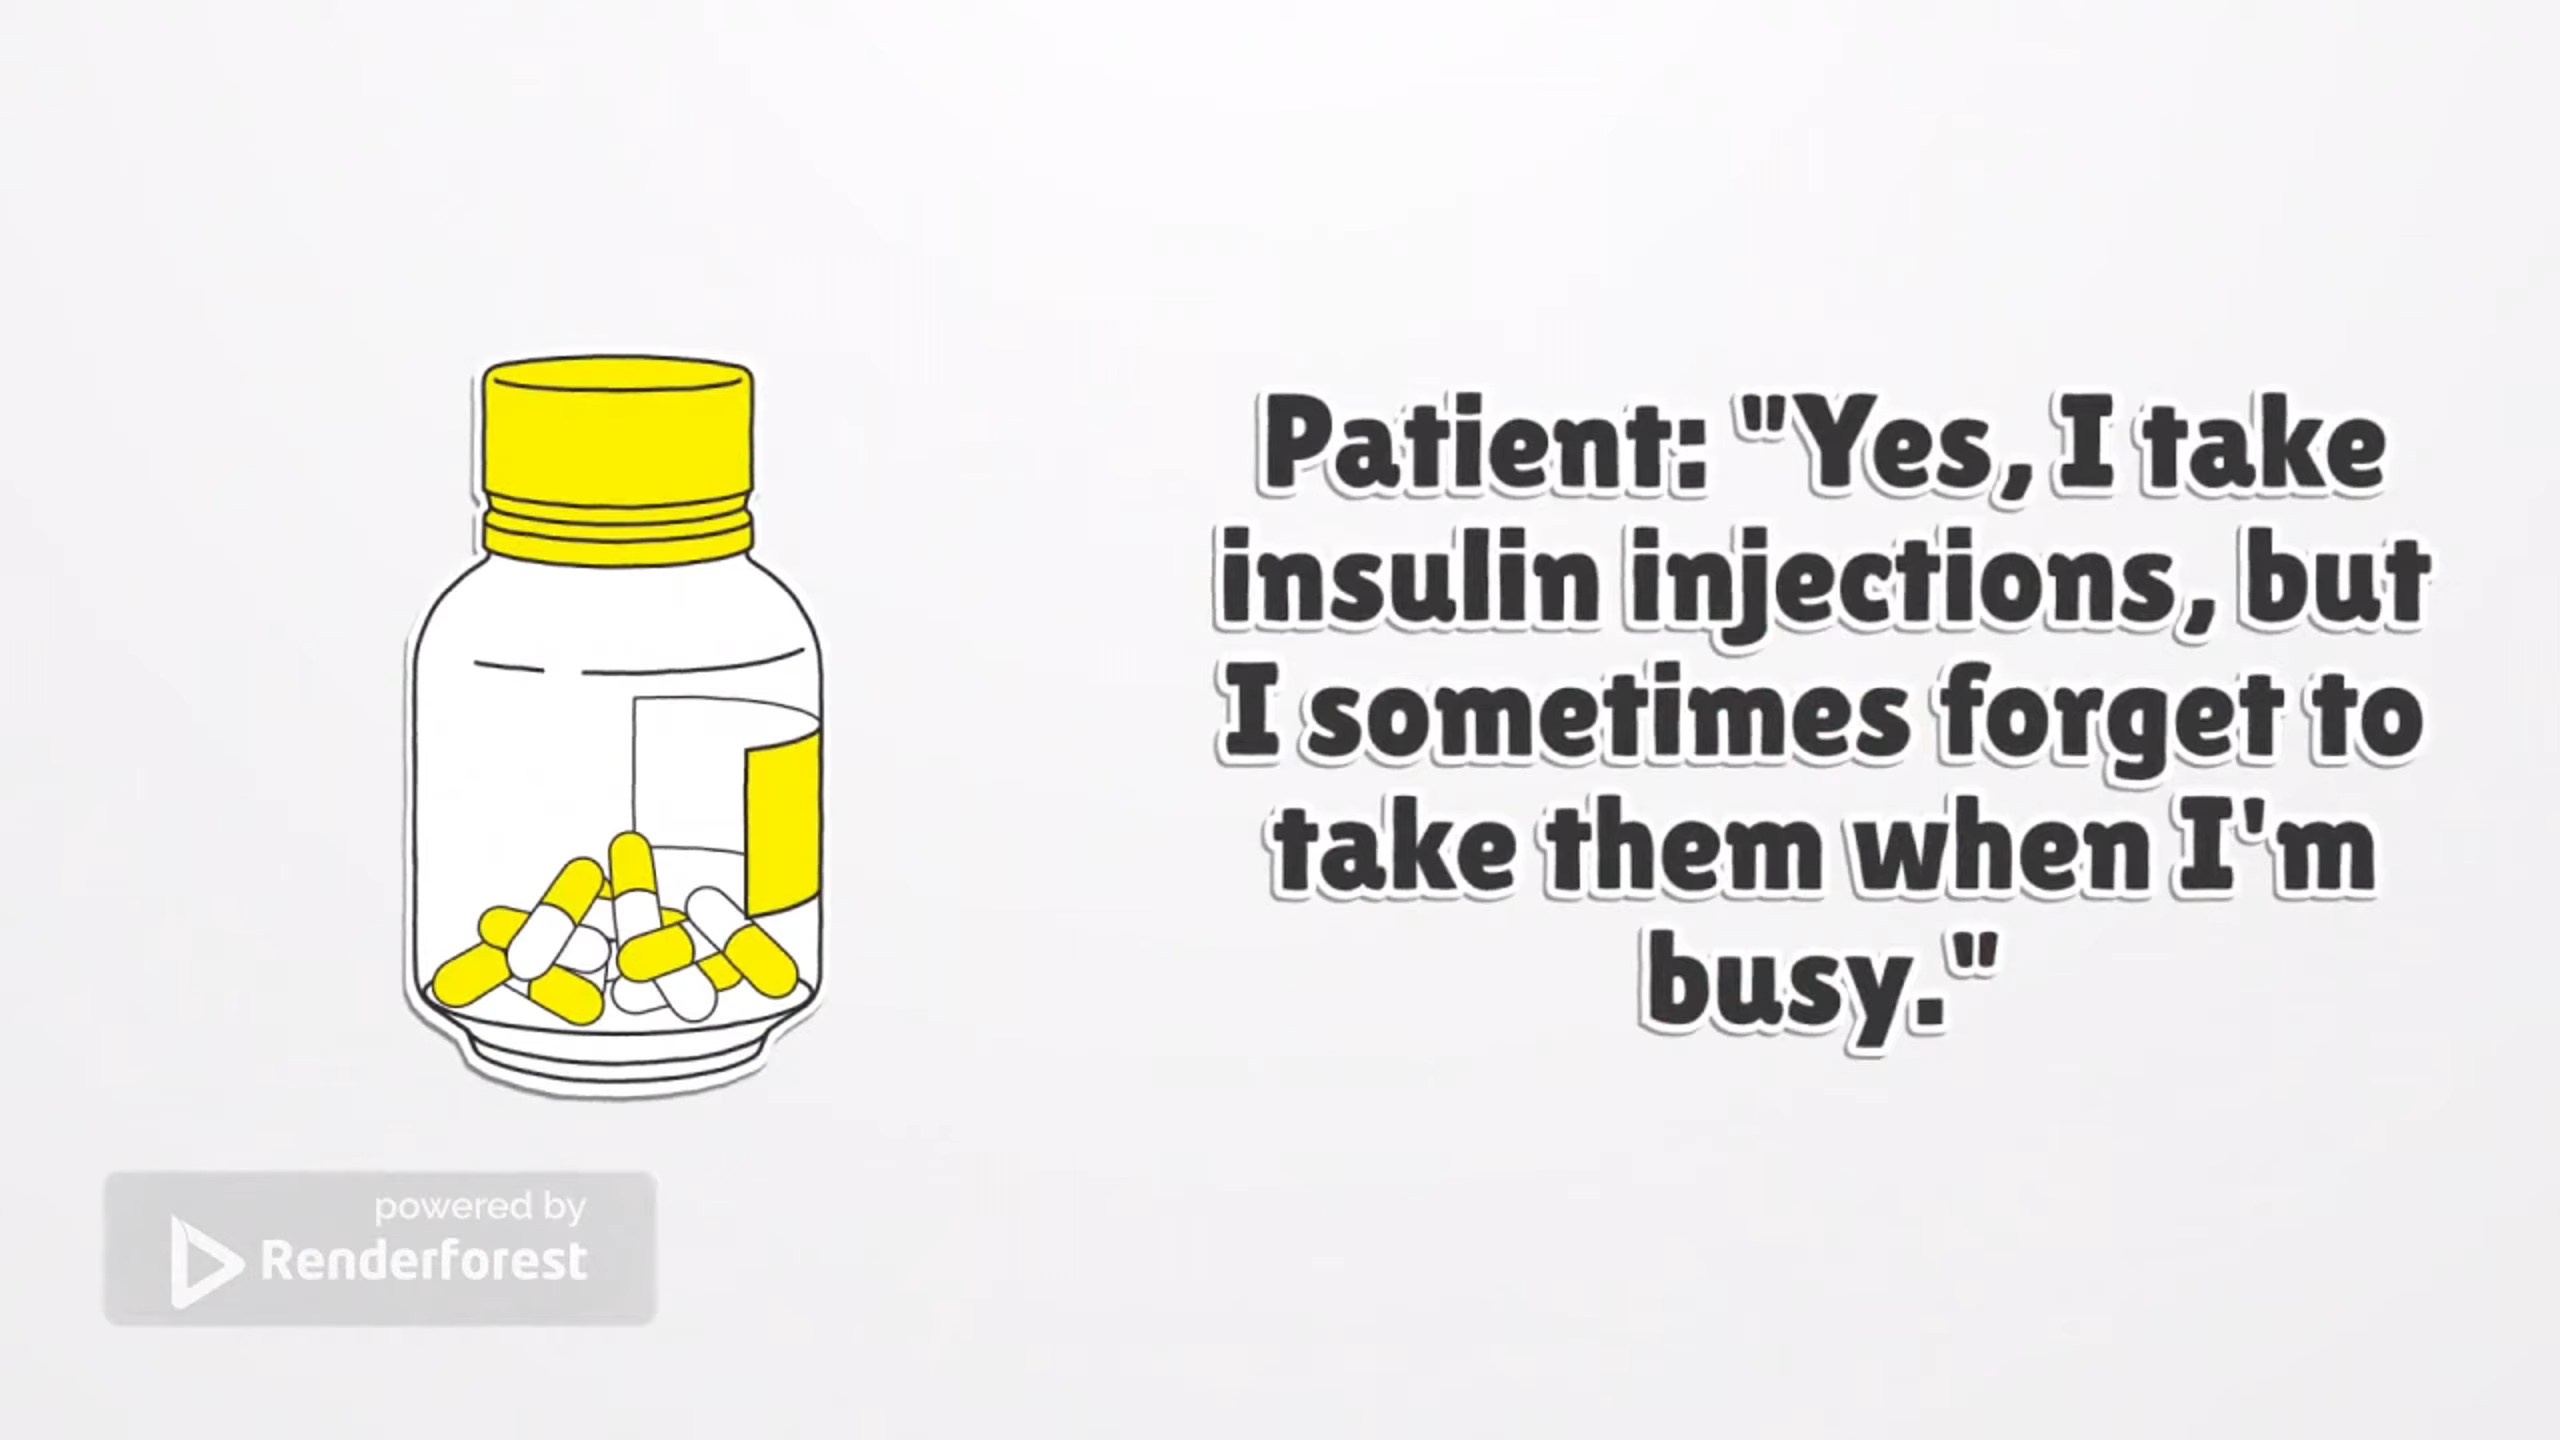 Patient: "Yes, I take
insulin injections, but
I sometimes forget to
take them when I'm
busy."
powered by
Renderforest